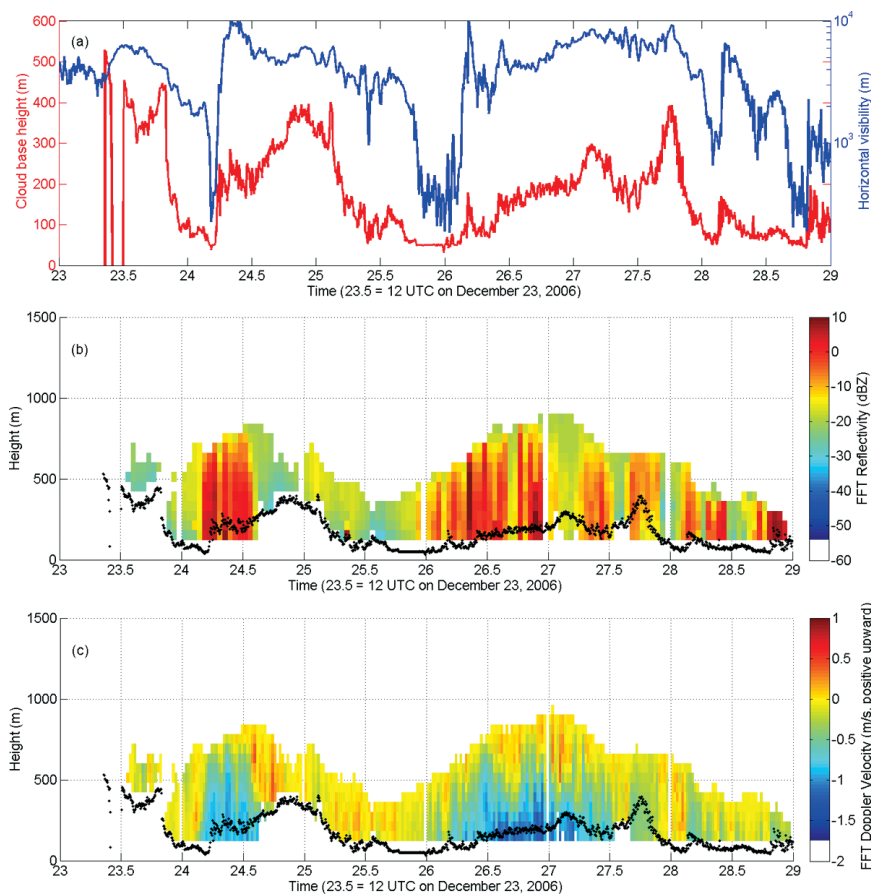 (a)
Cloud base height (m)
600
500
400
300
200
100
0
10⁴
10³
Horizontal visibility (m)
23 23.5 24 24.5 25 25.5 26 26.5 27 27.5 28 28.5 29
Time (23.5 = 12 UTC on December 23, 2006)
(b)
Height (m)
1500
1000
500
0
23 23.5 24 24.5 25 25.5 26 26.5 27 27.5 28 28.5 29
Time (23.5 = 12 UTC on December 23, 2006)
10
0
-10
-20
-30
-40
-50
-60
FFT Reflectivity (dBZ)
(c)
Height (m)
1500
1000
500
0
23 23.5 24 24.5 25 25.5 26 26.5 27 27.5 28 28.5 29
Time (23.5 = 12 UTC on December 23, 2006)
1
0.5
0
-0.5
-1
-1.5
-2
FFT Doppler Velocity (m/s, positive upward)